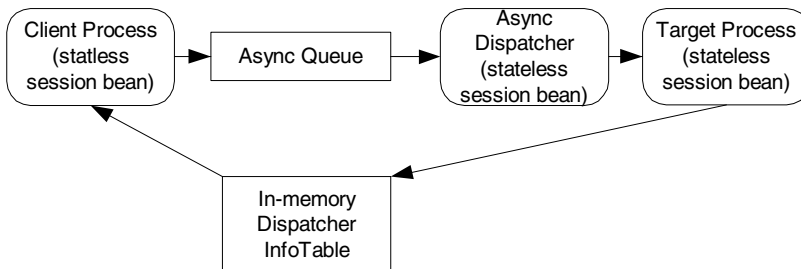 Client Process
(statless
session bean)
Async Queue
Async
Dispatcher
(stateless
session bean)
Target Process
(stateless
session bean)
In-memory
Dispatcher
InfoTable